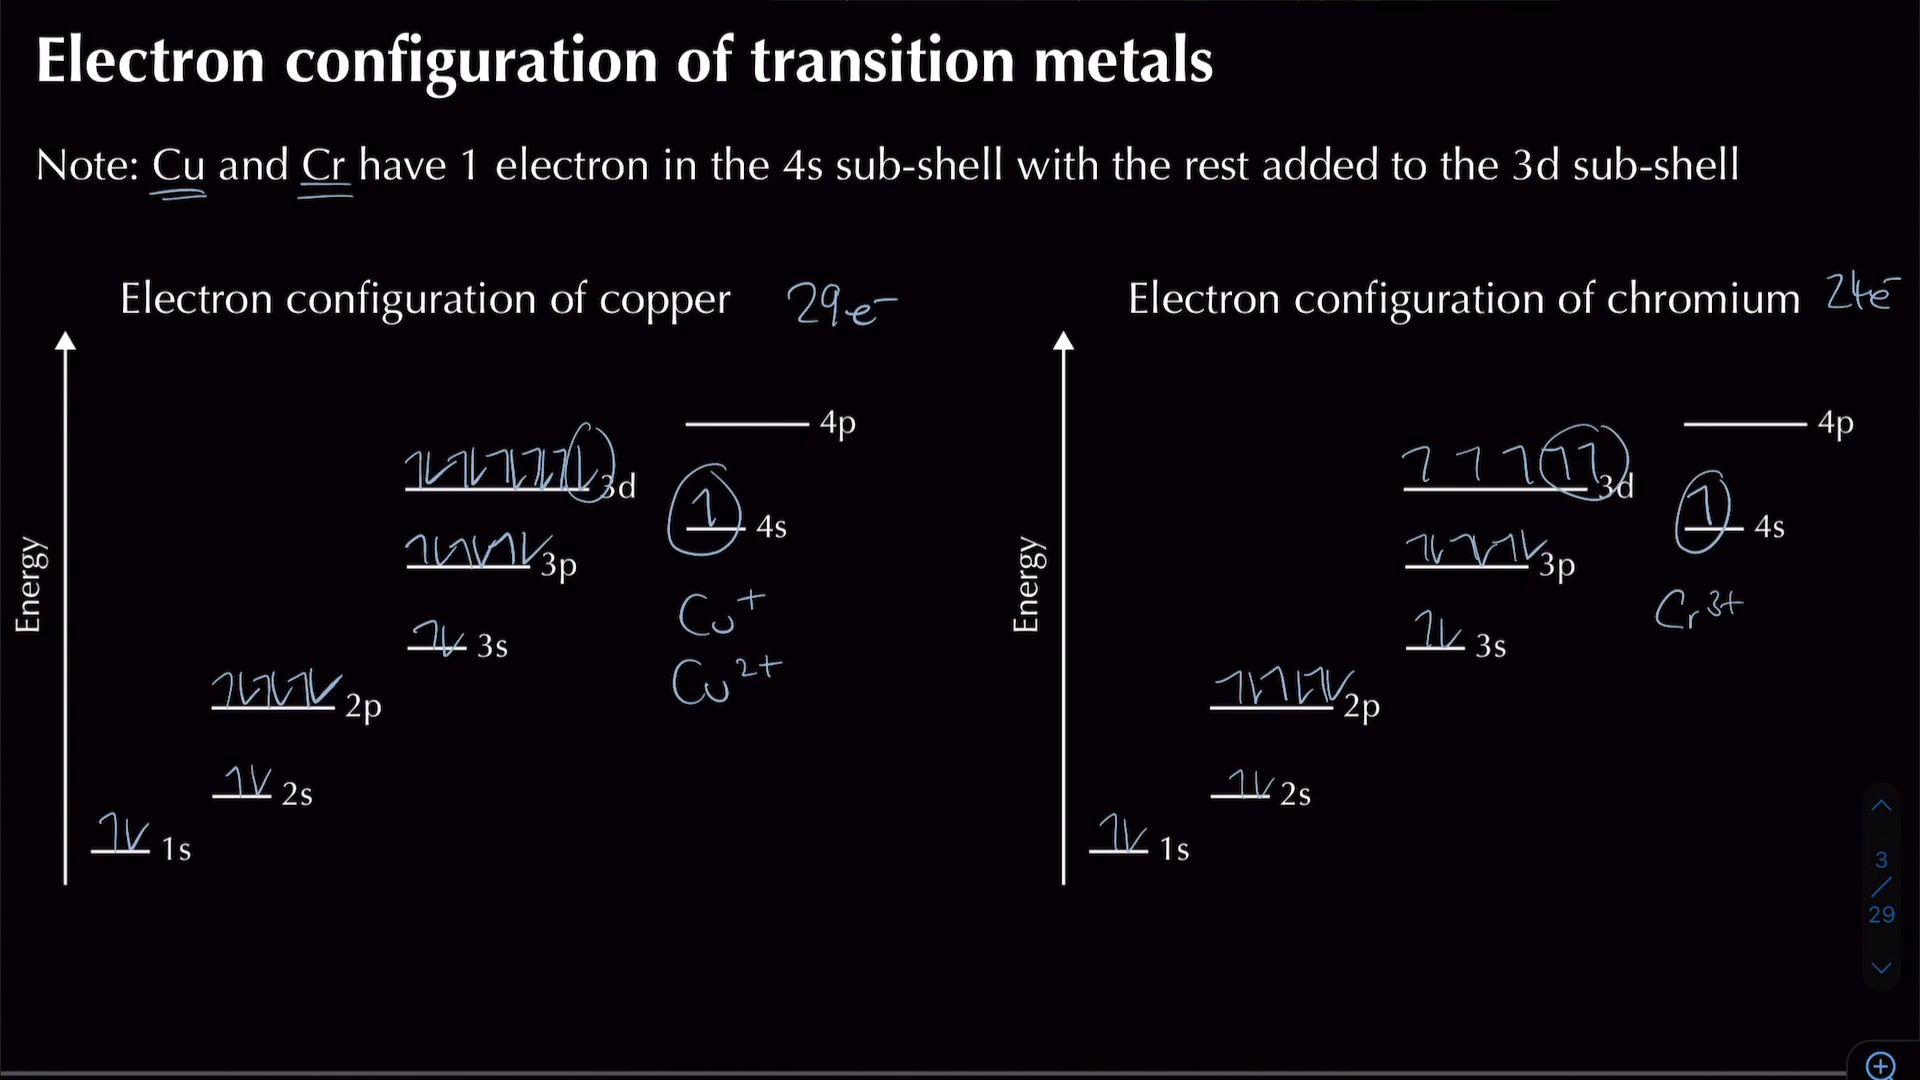 Electron configuration of transition metals
Note: Cu and Cr have 1 electron in the 4s sub-shell with the rest added to the 3d sub-shell
Electron configuration of copper 29e⁻
Energy
4p
3d
4s
3p
Cu⁺
3s
Cu²⁺
2p
2s
1s
Electron configuration of chromium 24e⁻
Energy
4p
3d
4s
3p
Cr³⁺
3s
2p
2s
1s
3
/
29